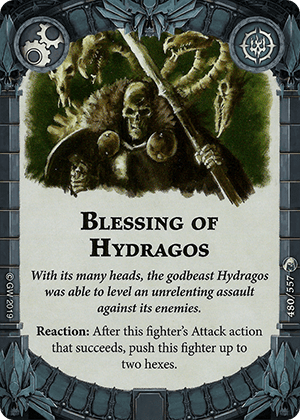 BLESSING OF
HYDRAGOS
With its many heads, the godbeast Hydragos
was able to level an unrelenting assault
against its enemies.
Reaction: After this fighter's Attack action
that succeeds, push this fighter up to
two hexes.
© GW 2019
480/557